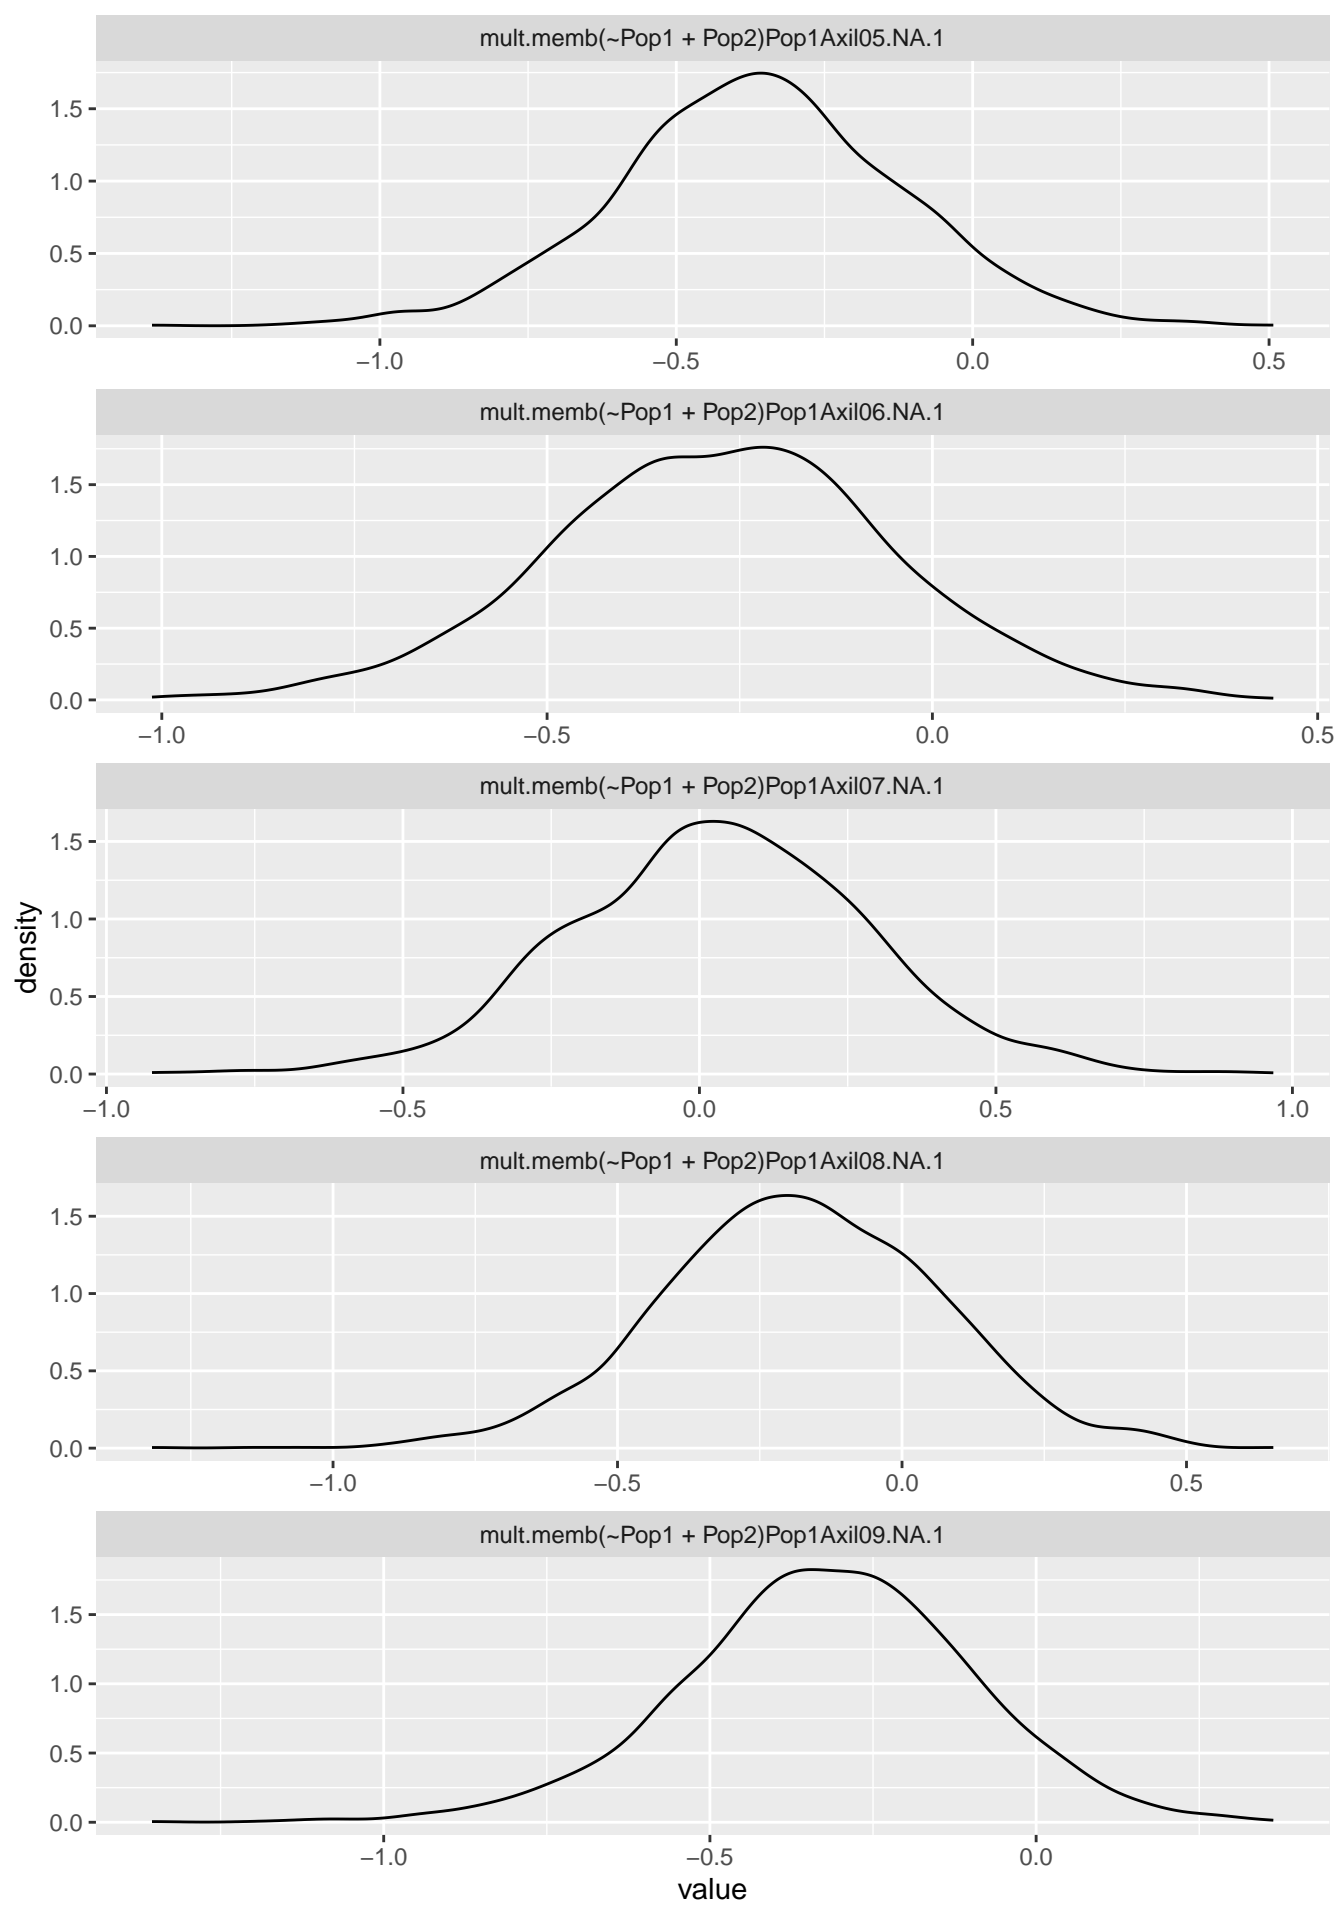 mult.memb(~Pop1 + Pop2)Pop1Axil05.NA.1
1.5
1.0
0.5
0.0
−1.0 −0.5 0.0 0.5
mult.memb(~Pop1 + Pop2)Pop1Axil06.NA.1
1.5
1.0
0.5
0.0
−1.0 −0.5 0.0 0.5
mult.memb(~Pop1 + Pop2)Pop1Axil07.NA.1
1.5
1.0
0.5
0.0
−1.0 −0.5 0.0 0.5 1.0
density
mult.memb(~Pop1 + Pop2)Pop1Axil08.NA.1
1.5
1.0
0.5
0.0
−1.0 −0.5 0.0 0.5
mult.memb(~Pop1 + Pop2)Pop1Axil09.NA.1
1.5
1.0
0.5
0.0
−1.0 −0.5 0.0
value